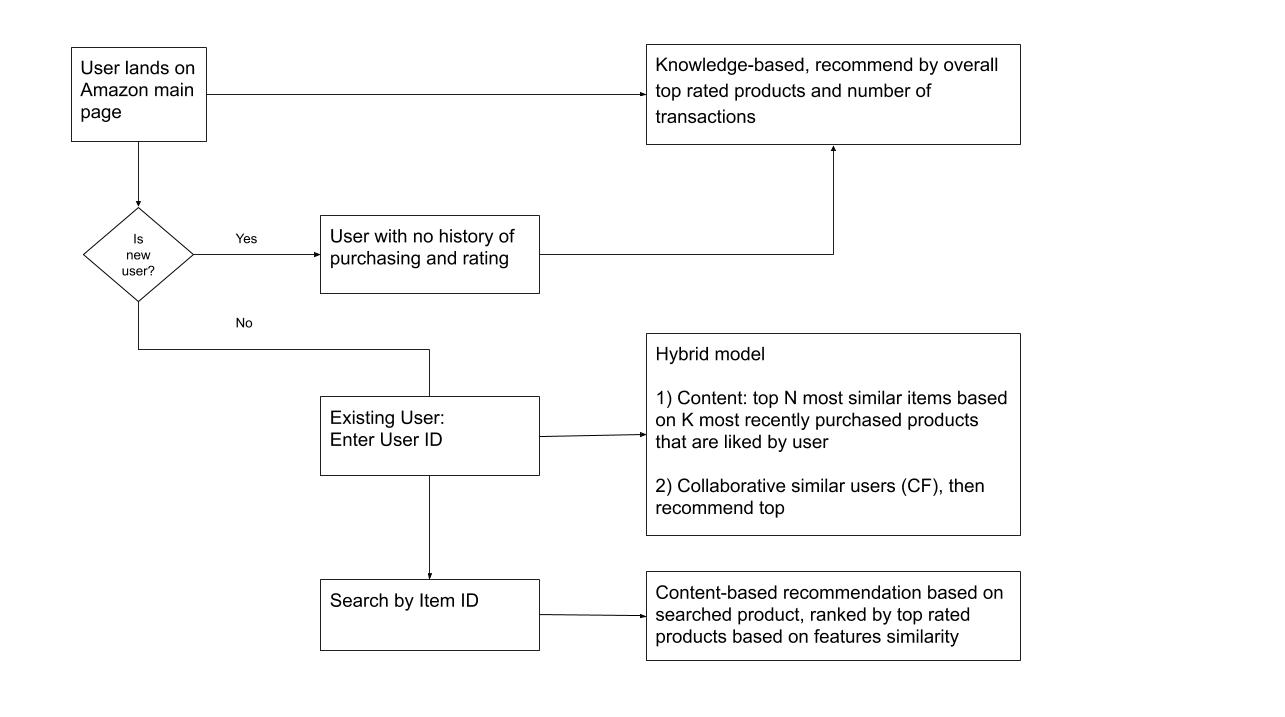 User lands on
Amazon main
page
Knowledge-based, recommend by overall
top rated products and number of
transactions
Is
new
user?
Yes
User with no history of
purchasing and rating
No
Existing User:
Enter User ID
Hybrid model
1) Content: top N most similar items based
on K most recently purchased products
that are liked by user
2) Collaborative similar users (CF), then
recommend top
Search by Item ID
Content-based recommendation based on
searched product, ranked by top rated
products based on features similarity